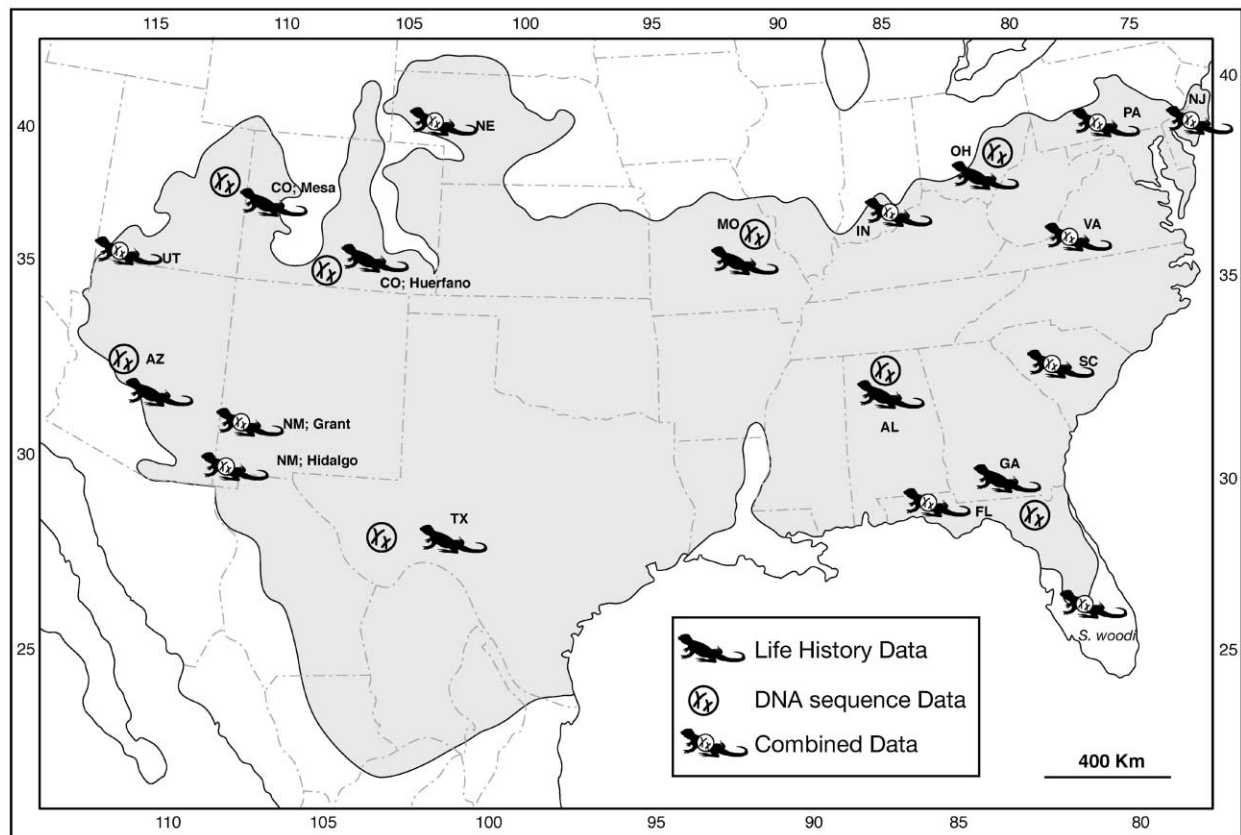 115 110 105 100 95 90 85 80 75
40
40
NE
PA
NJ
OH
CO; Mesa
MO
IN
VA
UT
35
35
CO; Huerfano
AZ
SC
AL
NM; Grant
30
30
NM; Hidalgo
GA
TX
FL
S. woodi
25
25
Life History Data
DNA sequence Data
Combined Data
400 Km
110 105 100 95 90 85 80